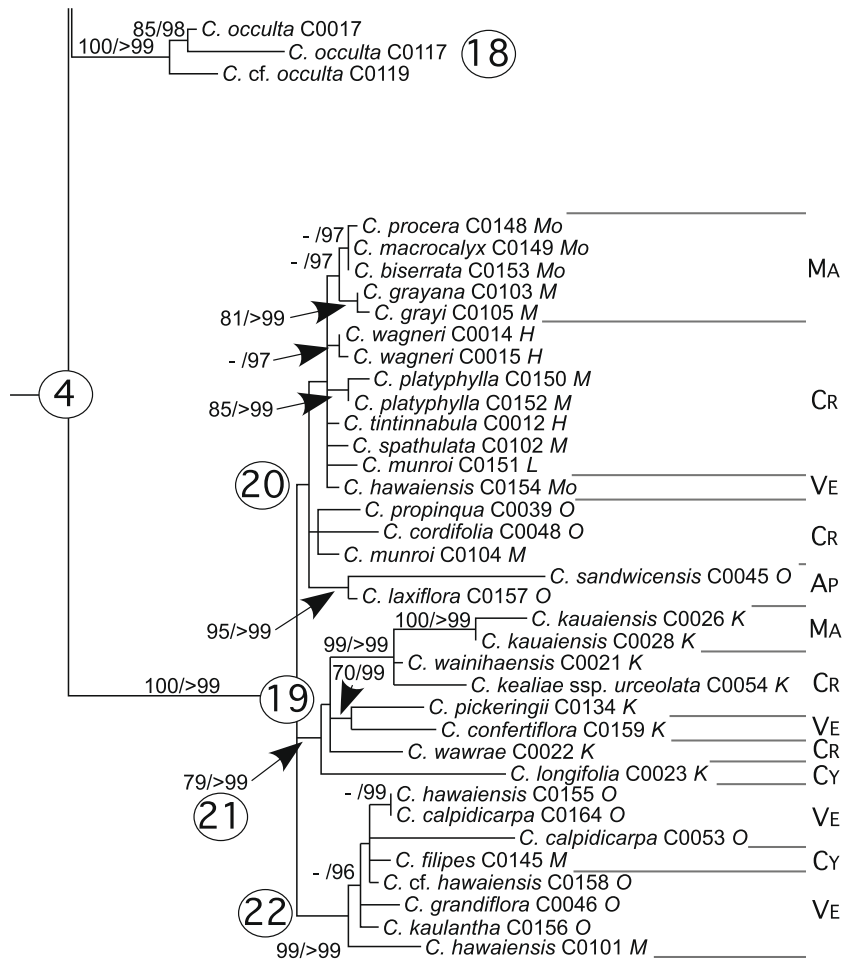 85/98
C. occulta C0017
100/>99
C. occulta C0117
C. cf. occulta C0119
18
C. procera C0148 Mo
- /97
C. macrocalyx C0149 Mo
- /97
C. biserrata C0153 Mo
MA
C. grayana C0103 M
81/>99
C. grayi C0105 M
C. wagneri C0014 H
- /97
C. wagneri C0015 H
C. platyphylla C0150 M
4
85/>99
C. platyphylla C0152 M
CR
C. tintinnabula C0012 H
C. spathulata C0102 M
C. munroi C0151 L
20
C. hawaiensis C0154 Mo
VE
C. propinqua C0039 O
C. cordifolia C0048 O
CR
C. munroi C0104 M
C. sandwicensis C0045 O
AP
C. laxiflora C0157 O
95/>99
100/>99
C. kauaiensis C0026 K
MA
C. kauaiensis C0028 K
99/>99
C. wainihaensis C0021 K
70/99
100/>99
19
C. kealiae ssp. urceolata C0054 K
CR
C. pickeringii C0134 K
C. confertiflora C0159 K
VE
C. wawrae C0022 K
CR
79/>99
C. longifolia C0023 K
CY
21
- /99
C. hawaiensis C0155 O
C. calpidicarpa C0164 O
VE
C. calpidicarpa C0053 O
C. filipes C0145 M
CY
- /96
C. cf. hawaiensis C0158 O
22
C. grandiflora C0046 O
VE
C. kaulantha C0156 O
99/>99
C. hawaiensis C0101 M